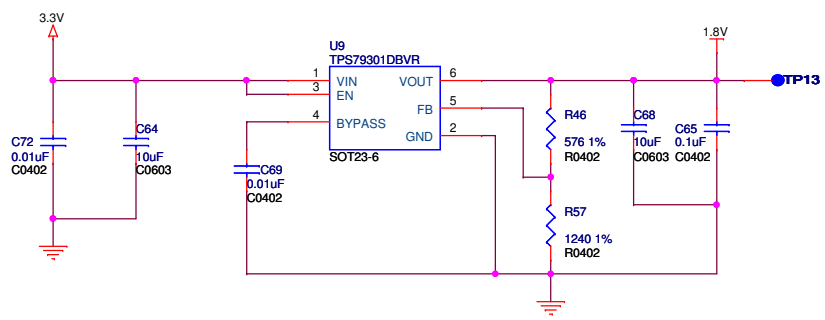 3.3V
1.8V
U9
TPS79301DBVR
1
VIN
VOUT
6
TP13
3
EN
4
BYPASS
FB
5
GND
2
SOT23-6
C72
0.01uF
C0402
C64
10uF
C0603
C69
0.01uF
C0402
R46
576 1%
R0402
C68
10uF
C0603
C65
0.1uF
C0402
R57
1240 1%
R0402